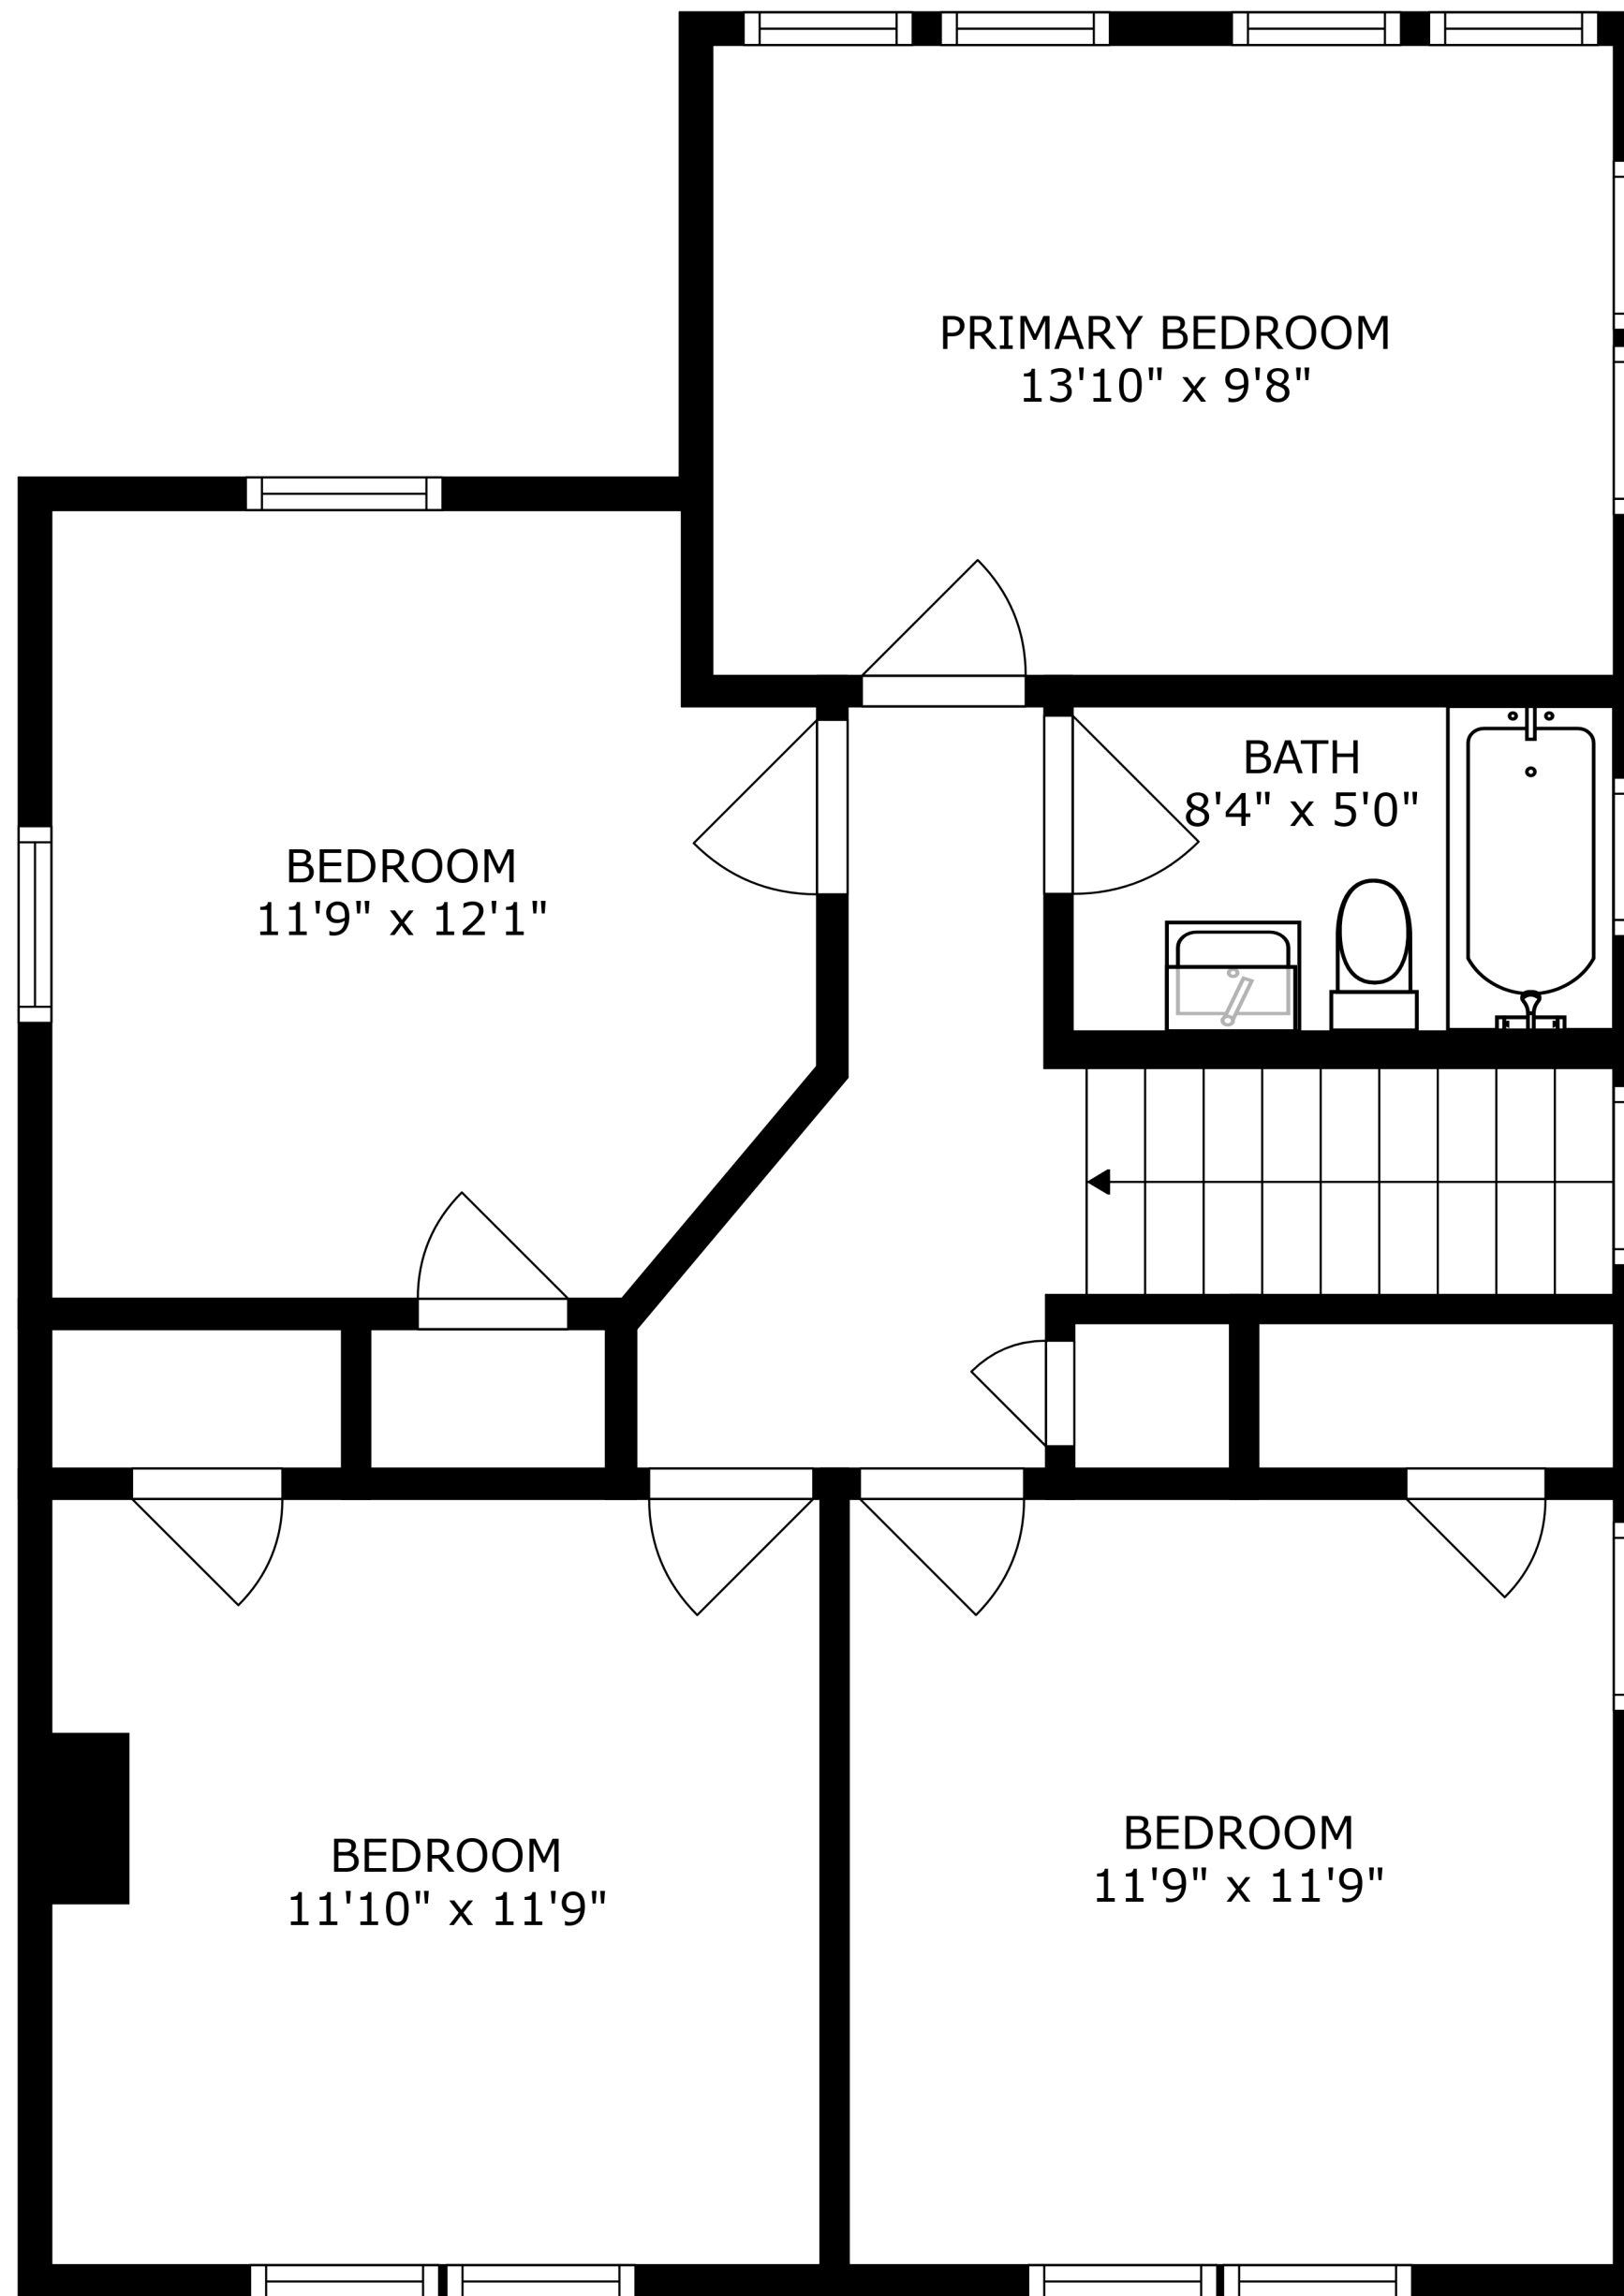 PRIMARY BEDROOM
13'10" x 9'8"
BATH
8'4" x 5'0"
BEDROOM
11'9" x 12'1"
BEDROOM
11'10" x 11'9"
BEDROOM
11'9" x 11'9"